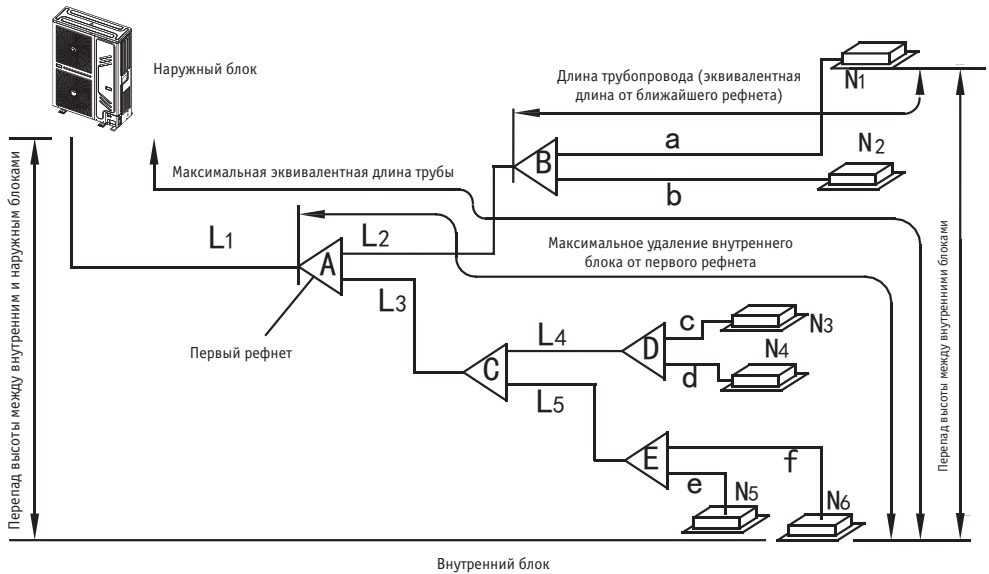 Наружный блок
Длина трубопровода (эквивалентная
длина от ближайшего рефнета)
N1
a
B
N2
b
Максимальная эквивалентная длина трубы
L1
L2
A
Максимальное удаление внутреннего
блока от первого рефнета
L3
Первый рефнет
L4
C
L5
D
c
N3
N4
d
E
f
e
N5
N6
Перепад высоты между внутренним и наружным блоками
Перепад высоты между внутренними блоками
Внутренний блок